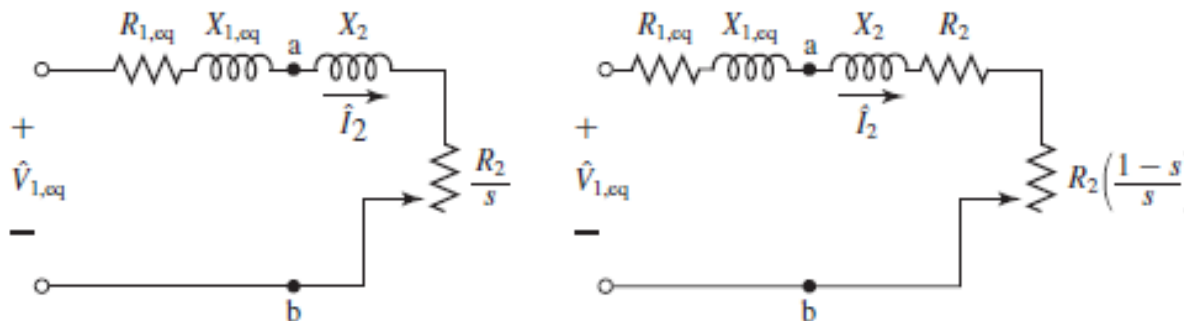 R1,eq X1,eq a X2
+
V̂1,eq
−
Î2
R2/s
b
R1,eq X1,eq a X2 R2
+
V̂1,eq
−
Î2
R2(1 − s/s
b